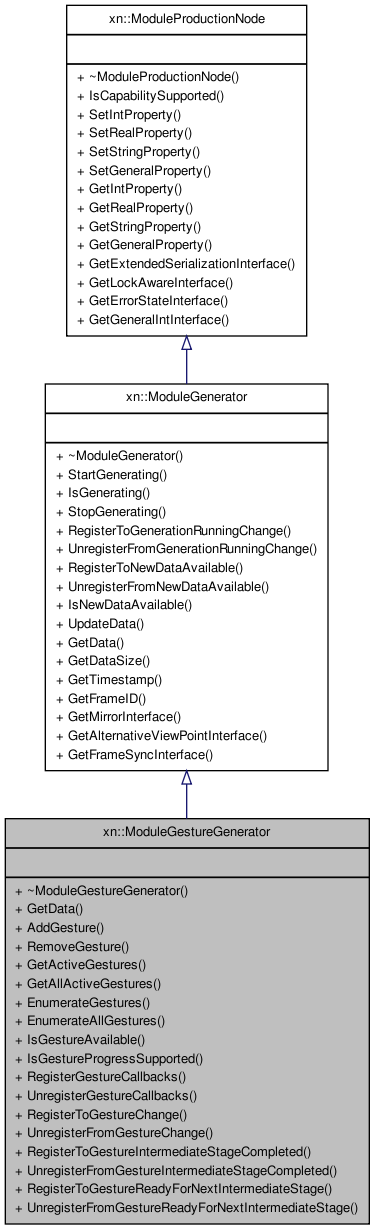 xn::ModuleProductionNode
+ ~ModuleProductionNode()
+ IsCapabilitySupported()
+ SetIntProperty()
+ SetRealProperty()
+ SetStringProperty()
+ SetGeneralProperty()
+ GetIntProperty()
+ GetRealProperty()
+ GetStringProperty()
+ GetGeneralProperty()
+ GetExtendedSerializationInterface()
+ GetLockAwareInterface()
+ GetErrorStateInterface()
+ GetGeneralIntInterface()
xn::ModuleGenerator
+ ~ModuleGenerator()
+ StartGenerating()
+ IsGenerating()
+ StopGenerating()
+ RegisterToGenerationRunningChange()
+ UnregisterFromGenerationRunningChange()
+ RegisterToNewDataAvailable()
+ UnregisterFromNewDataAvailable()
+ IsNewDataAvailable()
+ UpdateData()
+ GetData()
+ GetDataSize()
+ GetTimestamp()
+ GetFrameID()
+ GetMirrorInterface()
+ GetAlternativeViewPointInterface()
+ GetFrameSyncInterface()
xn::ModuleGestureGenerator
+ ~ModuleGestureGenerator()
+ GetData()
+ AddGesture()
+ RemoveGesture()
+ GetActiveGestures()
+ GetAllActiveGestures()
+ EnumerateGestures()
+ EnumerateAllGestures()
+ IsGestureAvailable()
+ IsGestureProgressSupported()
+ RegisterGestureCallbacks()
+ UnregisterGestureCallbacks()
+ RegisterToGestureChange()
+ UnregisterFromGestureChange()
+ RegisterToGestureIntermediateStageCompleted()
+ UnregisterFromGestureIntermediateStageCompleted()
+ RegisterToGestureReadyForNextIntermediateStage()
+ UnregisterFromGestureReadyForNextIntermediateStage()